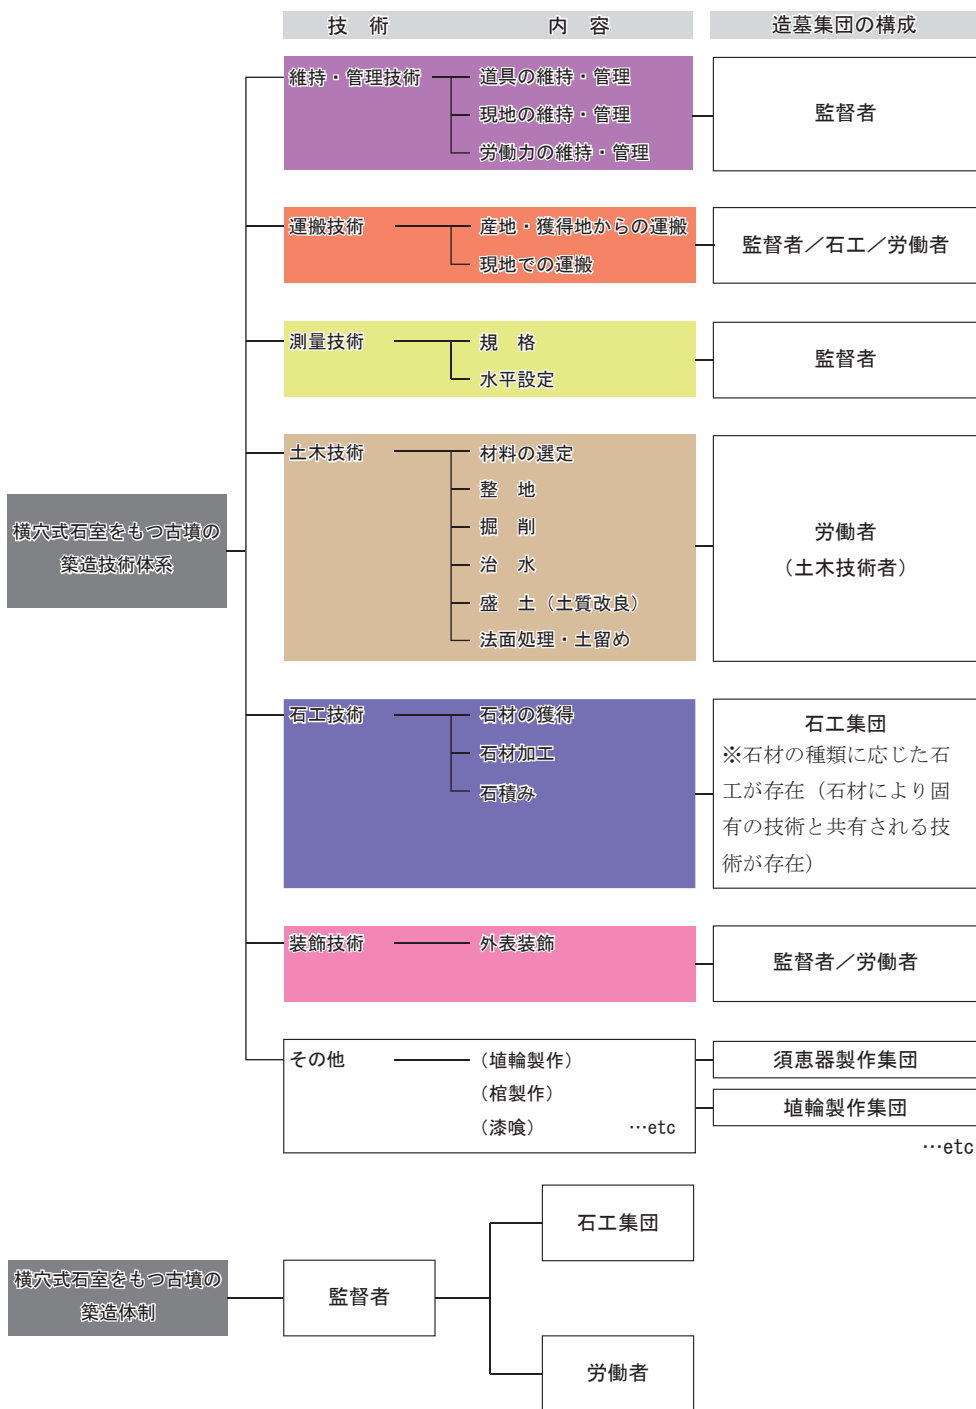 技　術
内　容
造墓集団の構成
維持・管理技術
道具の維持・管理
現地の維持・管理
労働力の維持・管理
監督者
運搬技術
産地・獲得地からの運搬
現地での運搬
監督者／石工／労働者
測量技術
規　格
水平設定
監督者
土木技術
材料の選定
整　地
掘　削
治　水
盛　土（土質改良）
法面処理・土留め
労働者
（土木技術者）
横穴式石室をもつ古墳の
築造技術体系
石工技術
石材の獲得
石材加工
石積み
石工集団
※石材の種類に応じた石
工が存在（石材により固
有の技術と共有される技
術が存在）
装飾技術
外表装飾
監督者／労働者
その他
（埴輪製作）
（棺製作）
（漆喰）　…etc
須恵器製作集団
埴輪製作集団
…etc
横穴式石室をもつ古墳の
築造体制
監督者
石工集団
労働者